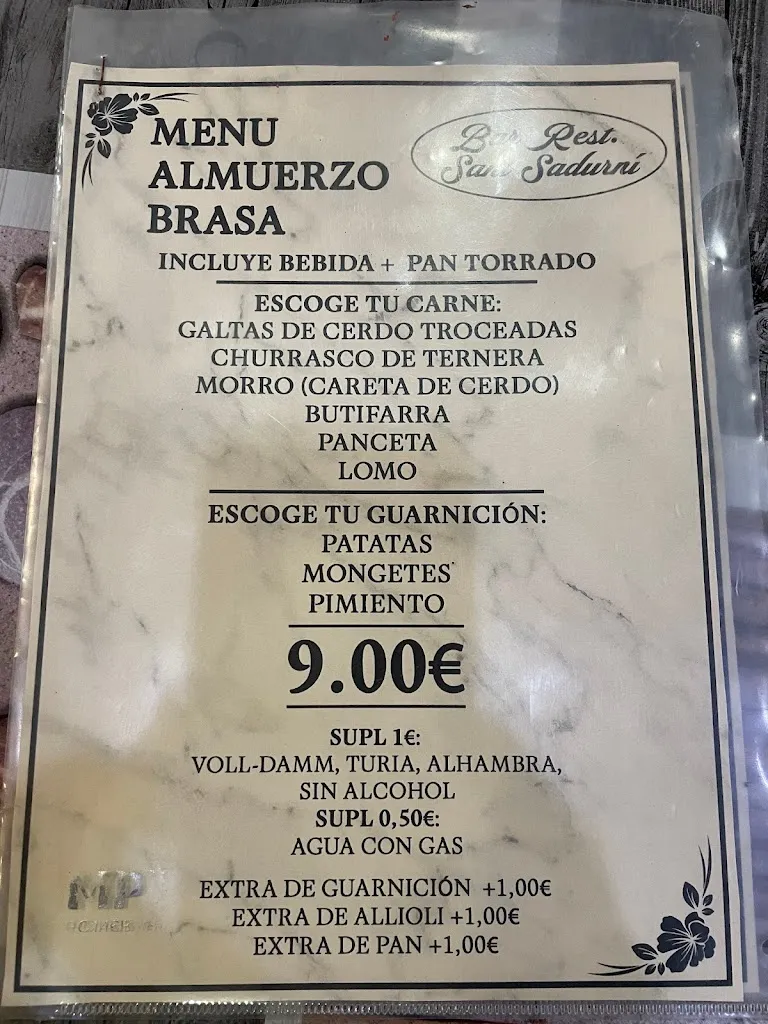 MENU
ALMUERZO
BRASA
Bar Rest.
Sant Sadurní
INCLUYE BEBIDA + PAN TORRADO
ESCOGE TU CARNE:
GALTAS DE CERDO TROCEADAS
CHURRASCO DE TERNERA
MORRO (CARETA DE CERDO)
BUTIFARRA
PANCETA
LOMO
ESCOGE TU GUARNICIÓN:
PATATAS
MONGETES
PIMIENTO
9.00€
SUPL 1€:
VOLL-DAMM, TURIA, ALHAMBRA,
SIN ALCOHOL
SUPL 0,50€:
AGUA CON GAS
EXTRA DE GUARNICIÓN +1,00€
EXTRA DE ALLIOLI +1,00€
EXTRA DE PAN +1,00€
MP